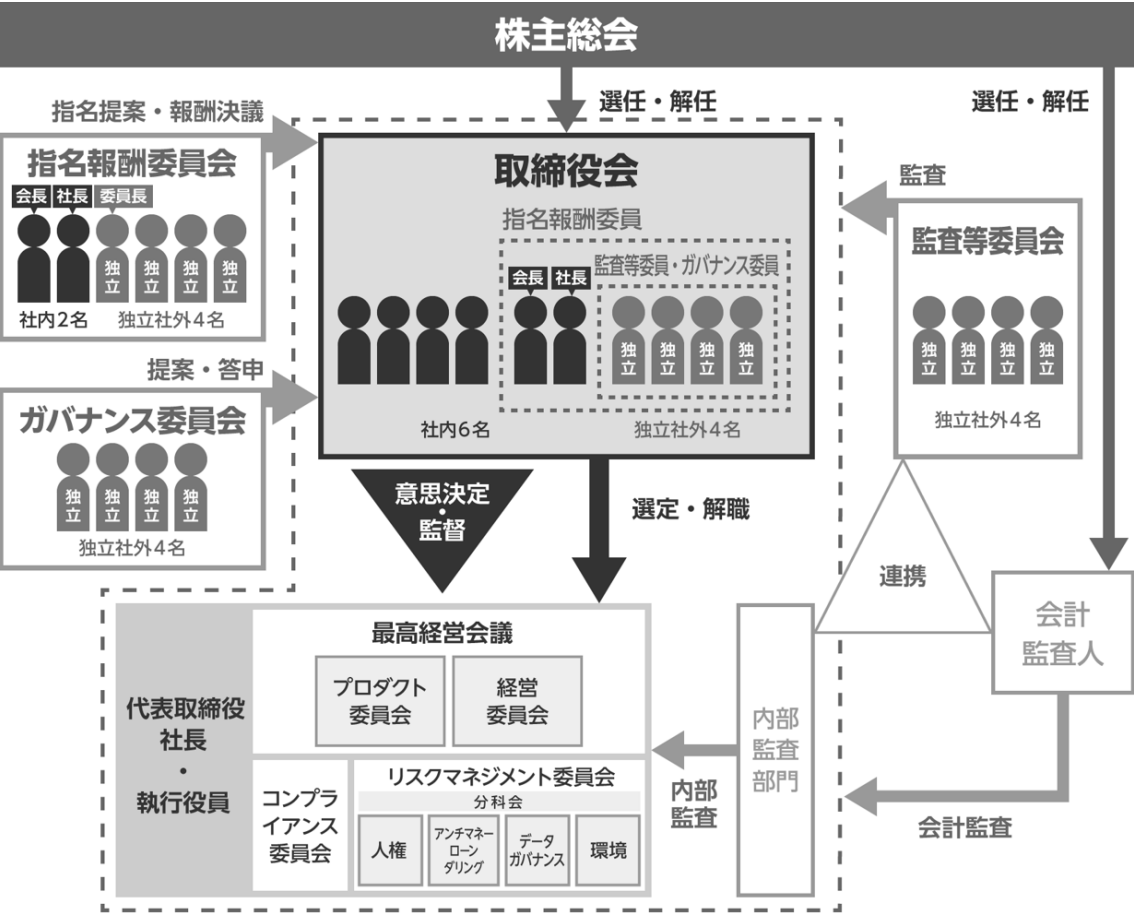 株主総会
選任・解任
選任・解任
指名提案・報酬決議
指名報酬委員会
会長
社長
委員長
独立
独立
独立
独立
社内2名
独立社外4名
提案・答申
ガバナンス委員会
独立
独立
独立
独立
独立社外4名
取締役会
指名報酬委員
監査等委員・ガバナンス委員
会長
社長
独立
独立
独立
独立
社内6名
独立社外4名
監査
監査等委員会
独立
独立
独立
独立
独立社外4名
意思決定
・
監督
選定・解職
連携
会計
監査人
代表取締役
社長
・
執行役員
最高経営会議
プロダクト
委員会
経営
委員会
コンプラ
イアンス
委員会
リスクマネジメント委員会
分科会
人権
アンチマネー
ローン
ダリング
データ
ガバナンス
環境
内部
監査
内部
監査
部門
会計監査